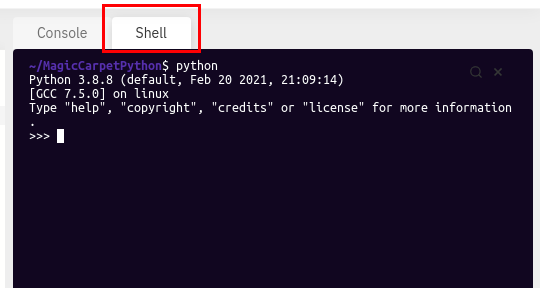 Console Shell
~/MagicCarpetPython$ python
Python 3.8.8 (default, Feb 20 2021, 21:09:14)
[GCC 7.5.0] on linux
Type "help", "copyright", "credits" or "license" for more information
.
>>>